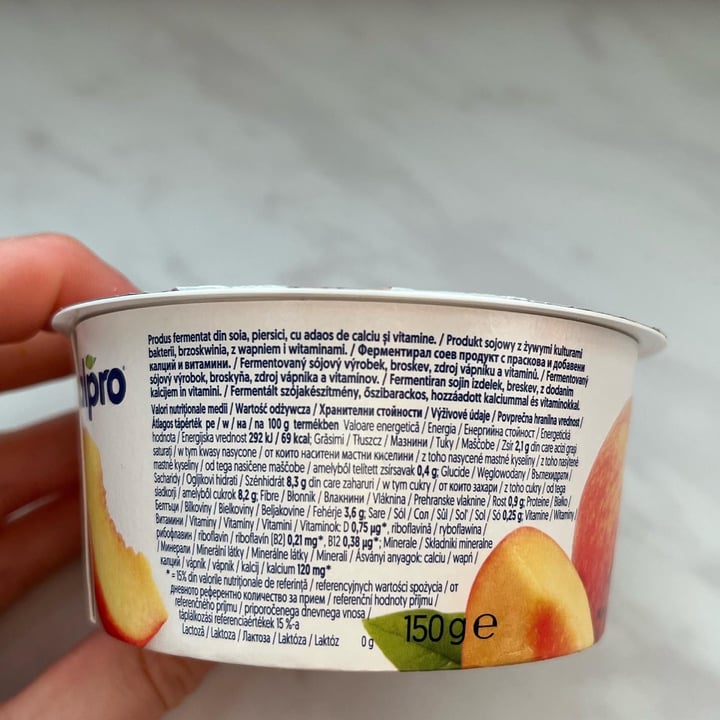 Produs fermentat din soia, piersici, cu adaos de calciu și vitamine. / Produkt sojowy z żywymi kulturami
bakterii, brzoskwinia, z wapniem i witaminami. / Ферментирал соев продукт с праскова и добавени
калций и витамини. / Fermentovaný sójový výrobek, broskev, zdroj vápníku a vitaminů. / Fermentovaný
sójový výrobok, broskyňa, zdroj vápnika a vitamínov. / Fermentiran sojin izdelek, breskev, z dodanim
kalcijem in vitamini. / Fermentált szójakészítmény, őszibarackos, hozzáadott kalciummal és vitaminokkal.
lpro
Valori nutriționale medii / Wartość odżywcza / Хранителни стойности / Výživové údaje / Povprečna hranilna vrednost /
Átlagos tápérték pe / w / на / na 100 g termékben Valoare energetică / Energia / Енергийна стойност / Energetická
hodnota / Energijska vrednost 292 kJ / 69 kcal; Grăsimi / Tłuszcz / Мазнини / Tuky / Maščobe / Zsír 2,1 g din care acizi grași
saturați / w tym kwasy nasycone / от които наситени мастни киселини / z toho nasycené mastné kyseliny / z toho nasýtené
mastné kyseliny / od tega nasičene maščobe / amelyből telített zsírsavak 0,4 g; Glucide / Węglowodany / Въглехидрати /
Sacharidy / Ogljikovi hidrati / Szénhidrát 8,3 g din care zaharuri / w tym cukry / от които захари / z toho cukry / od tega
sladkorji / amelyből cukrok 8,2 g; Fibre / Błonnik / Влакнини / Vláknina / Prehranske vlaknine / Rost 0,9 g; Proteine / Białko /
Белтъци / Bílkoviny / Bielkoviny / Beljakovine / Fehérje 3,6 g; Sare / Sól / Сол / Sůl / Soľ / Sol / Só 0,25 g; Vitamine / Witaminy /
Витамини / Vitaminy / Vitamíny / Vitamini / Vitaminok: D 0,75 µg*, riboflavină / ryboflawina /
рибофлавин / riboflavin / riboflavín (B2) 0,21 mg*, B12 0,38 µg*; Minerale / Składniki mineralne
/ Минерали / Minerální látky / Minerálne látky / Minerali / Ásványi anyagok: calciu / wapń /
калций / vápník / vápnik / kalcij / kalcium 120 mg*
* = 15% din valorile nutriționale de referință / referencyjnych wartości spożycia / от
дневното референтно количество за прием / referenční hodnoty příjmu /
referenčného príjmu / priporočenega dnevnega vnosa /
táplálkozási referenciaértékek 15 %-a
Lactoză / Laktoza / Лактоза / Laktóza / Laktóz 0 g
150 g e